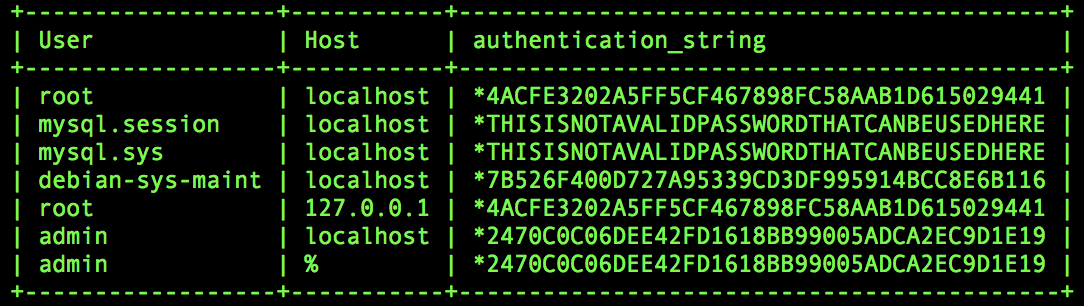 +------------------+-----------+-------------------------------------------+
| User             | Host      | authentication_string                     |
+------------------+-----------+-------------------------------------------+
| root             | localhost | *4ACFE3202A5FF5CF467898FC58AAB1D615029441 |
| mysql.session    | localhost | *THISISNOTAVALIDPASSWORDTHATCANBEUSEDHERE |
| mysql.sys        | localhost | *THISISNOTAVALIDPASSWORDTHATCANBEUSEDHERE |
| debian-sys-maint | localhost | *7B526F400D727A95339CD3DF995914BCC8E6B116 |
| root             | 127.0.0.1 | *4ACFE3202A5FF5CF467898FC58AAB1D615029441 |
| admin            | localhost | *2470C0C06DEE42FD1618BB99005ADCA2EC9D1E19 |
| admin            | %         | *2470C0C06DEE42FD1618BB99005ADCA2EC9D1E19 |
+------------------+-----------+-------------------------------------------+